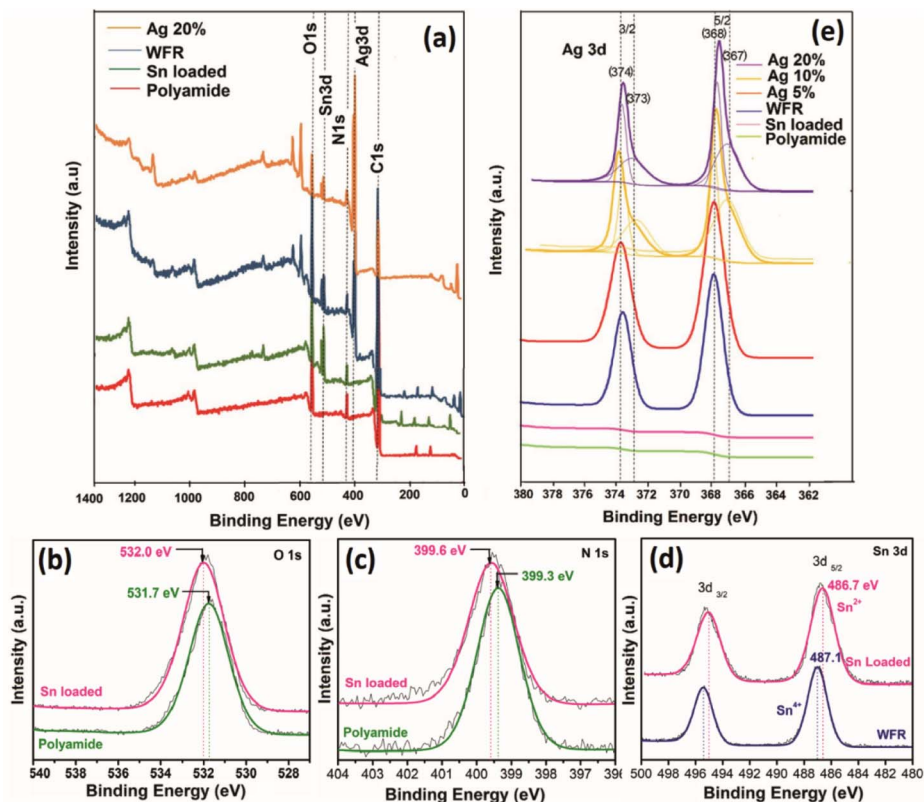 (a)
Ag 20%
WFR
Sn loaded
Polyamide
O1s
Sn3d
N1s
Ag3d
C1s
Intensity (a.u)
1400 1200 1000 800 600 400 200 0
Binding Energy (eV)
(e)
Ag 3d
3/2
(374)
(373)
5/2
(368)
(367)
Ag 20%
Ag 10%
Ag 5%
WFR
Sn loaded
Polyamide
Intensity (a.u.)
380 378 376 374 372 370 368 366 364 362
Binding Energy (eV)
(b)
O 1s
532.0 eV
531.7 eV
Sn loaded
Polyamide
Intensity (a.u.)
540 538 536 534 532 530 528
Binding Energy (eV)
(c)
N 1s
399.6 eV
399.3 eV
Sn loaded
Polyamide
Intensity (a.u.)
404 403 402 401 400 399 398 397 396
Binding Energy (eV)
(d)
Sn 3d
3d 3/2
3d 5/2
486.7 eV
Sn2+
Sn Loaded
487.1
Sn4+
WFR
Intensity (a.u.)
500 498 496 494 492 490 488 486 484 482 480
Binding Energy (eV)